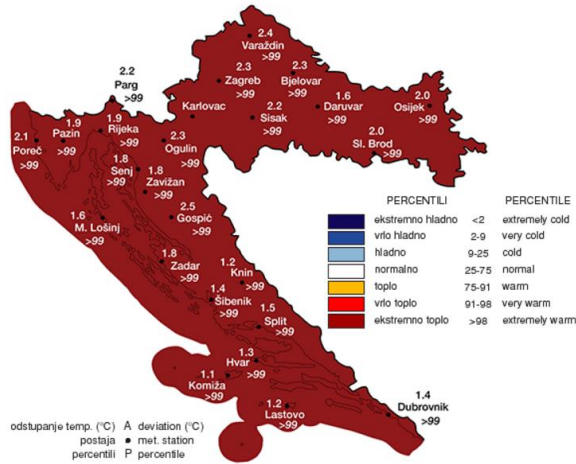 2.4
Varaždin
>99
2.3
Zagreb
>99
2.3
Bjelovar
>99
2.2
Parg
>99
Karlovac
2.2
Sisak
>99
1.6
Daruvar
>99
2.0
Osijek
>99
2.1
Poreč
>99
1.9
Pazin
>99
1.9
Rijeka
>99
2.3
Ogulin
>99
2.0
Sl. Brod
>99
1.8
Senj
>99
1.8
Zavižan
>99
2.5
Gospić
>99
1.6
M. Lošinj
>99
1.8
Zadar
>99
1.2
Knin
>99
1.4
Šibenik
>99
1.5
Split
>99
1.3
Hvar
>99
1.1
Komiža
>99
1.2
Lastovo
>99
1.4
Dubrovnik
>99
PERCENTILI PERCENTILE
ekstremno hladno <2 extremely cold
vrlo hladno 2-9 very cold
hladno 9-25 cold
normalno 25-75 normal
toplo 75-91 warm
vrlo toplo 91-98 very warm
ekstremno toplo >98 extremely warm
odstupanje temp. (°C) A deviation (°C)
postaja ● met. station
percentili P percentile